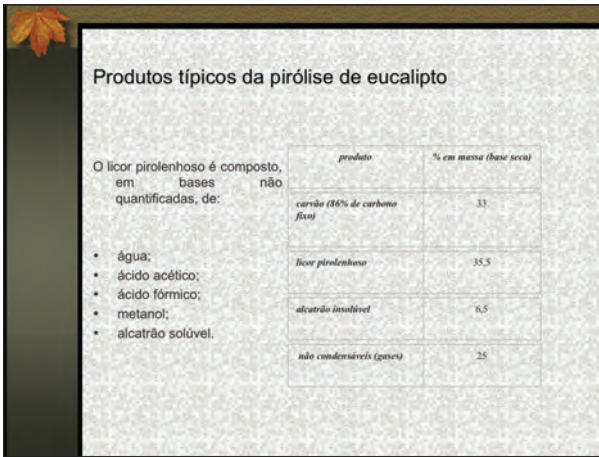 Produtos típicos da pirólise de eucalipto
O licor pirolenhoso é composto,
em bases não
quantificadas, de:
• água;
• ácido acético;
• ácido fórmico;
• metanol;
• alcatrão solúvel.
produto % em massa (base seca)
carvão (86% de carbono
fixo) 33
licor pirolenhoso 35,5
alcatrão insolúvel 6,5
não condensáveis (gases) 25